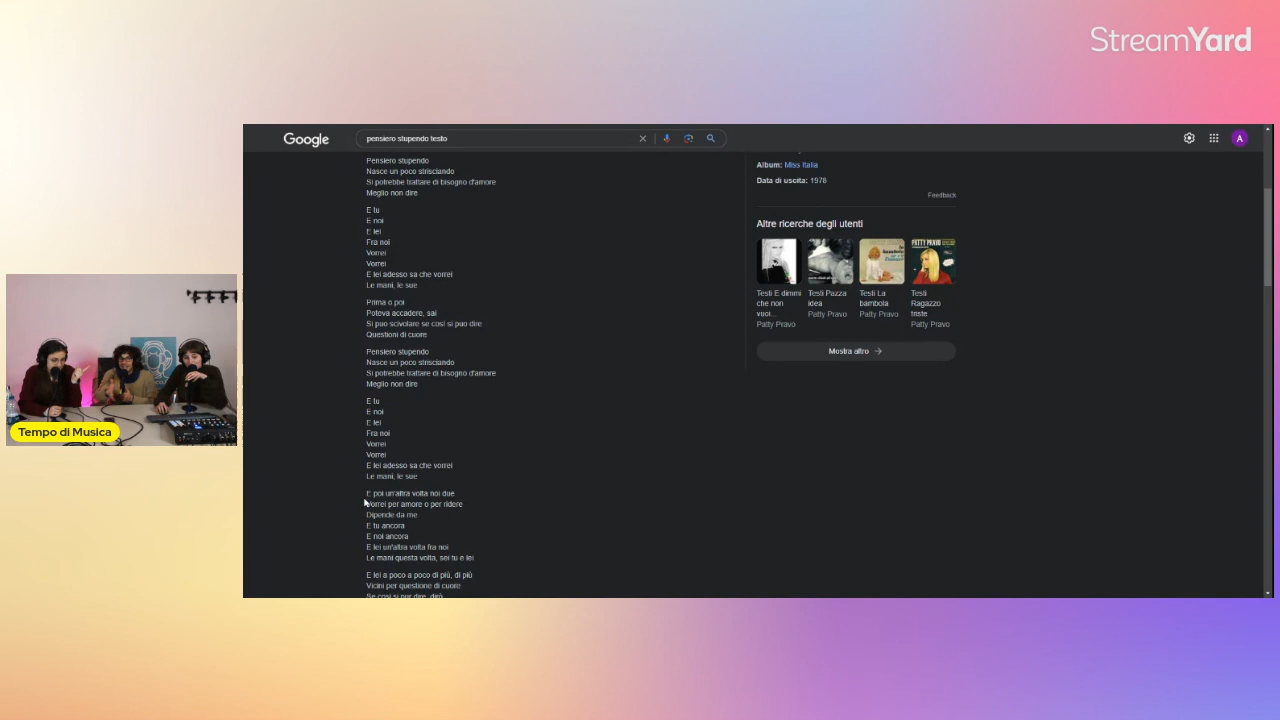 StreamYard
Google
pensiero stupendo testo
A
Pensiero stupendo
Nasce un poco strisciando
Si potrebbe trattare di bisogno d'amore
Meglio non dire
E tu
E noi
E lei
Fra noi
Vorrei
Vorrei
E lei adesso sa che vorrei
Le mani, le sue
Prima o poi
Poteva accadere, sai
Si può scivolare se così si può dire
Questioni di cuore
Pensiero stupendo
Nasce un poco strisciando
Si potrebbe trattare di bisogno d'amore
Meglio non dire
E tu
E noi
E lei
Fra noi
Vorrei
Vorrei
E lei adesso sa che vorrei
Le mani, le sue
E poi un'altra volta noi due
Vorrei per amore o per ridere
Dipende da me
E tu ancora
E noi ancora
E lei un'altra volta fra noi
Le mani questa volta, sei tu e lei
E lei a poco a poco di più, di più
Vicini per questione di cuore
Se così si può dire, dirò
Album: Miss Italia
Data di uscita: 1978
Feedback
Altre ricerche degli utenti
PATTY PRAVO
Testi E dimmi che non vuoi...
Patty Pravo
Testi Pazza idea
Patty Pravo
Testi La bambola
Patty Pravo
Testi Ragazzo triste
Patty Pravo
Mostra altro
Tempo di Musica